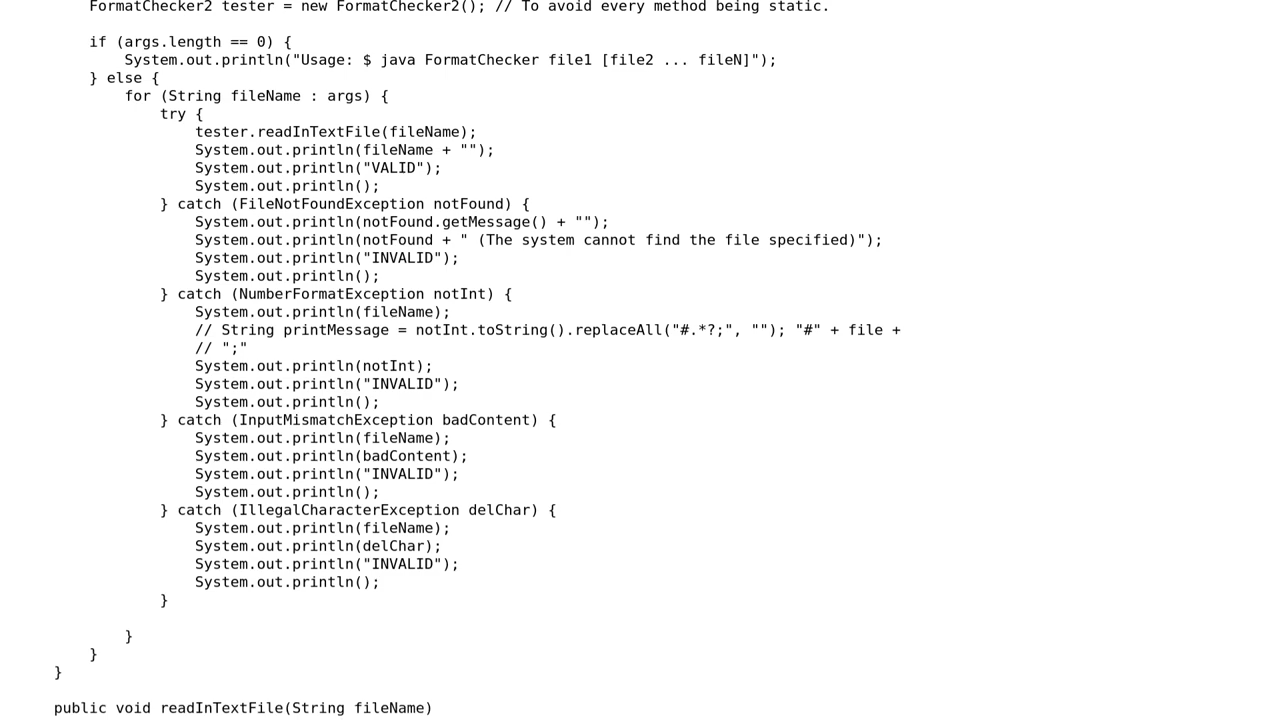 FormatChecker2 tester = new FormatChecker2(); // To avoid every method being static.
if (args.length == 0) {
System.out.println("Usage: $ java FormatChecker file1 [file2 ... fileN]");
} else {
for (String fileName : args) {
try {
tester.readInTextFile(fileName);
System.out.println(fileName + "");
System.out.println("VALID");
System.out.println();
} catch (FileNotFoundException notFound) {
System.out.println(notFound.getMessage() + "");
System.out.println(notFound + " (The system cannot find the file specified)");
System.out.println("INVALID");
System.out.println();
} catch (NumberFormatException notInt) {
System.out.println(fileName);
// String printMessage = notInt.toString().replaceAll("#.*?;", ""); "#" + file +
// ";"
System.out.println(notInt);
System.out.println("INVALID");
System.out.println();
} catch (InputMismatchException badContent) {
System.out.println(fileName);
System.out.println(badContent);
System.out.println("INVALID");
System.out.println();
} catch (IllegalCharacterException delChar) {
System.out.println(fileName);
System.out.println(delChar);
System.out.println("INVALID");
System.out.println();
}
}
}
}
public void readInTextFile(String fileName)